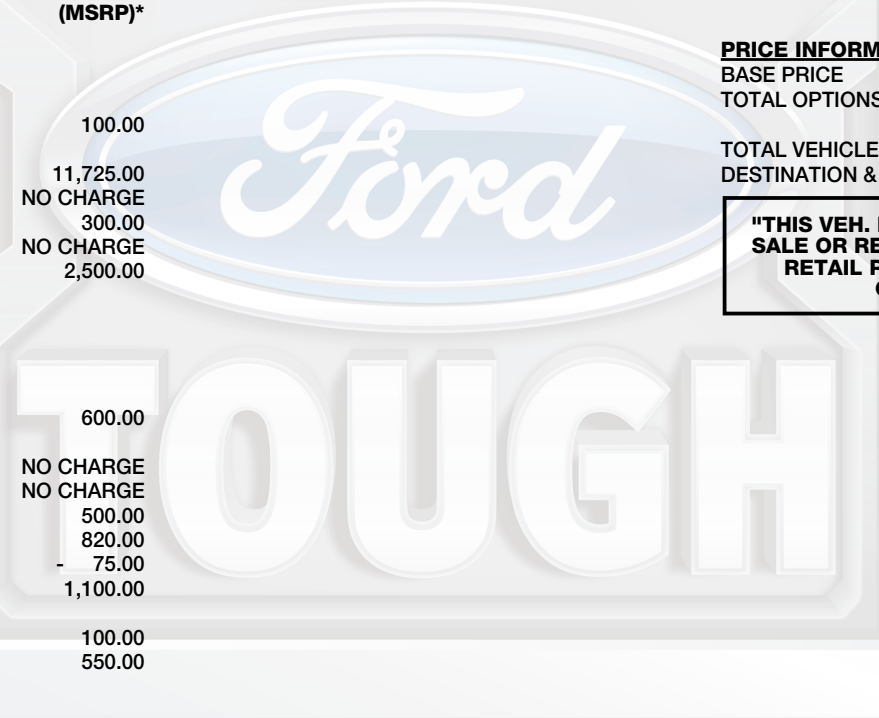 (MSRP)*
100.00
11,725.00
NO CHARGE
300.00
NO CHARGE
2,500.00
600.00
NO CHARGE
NO CHARGE
500.00
820.00
- 75.00
1,100.00
100.00
550.00
PRICE INFORM
BASE PRICE
TOTAL OPTIONS
TOTAL VEHICLE
DESTINATION &
"THIS VEH.
SALE OR RE
RETAIL P
Ford
TOUGH